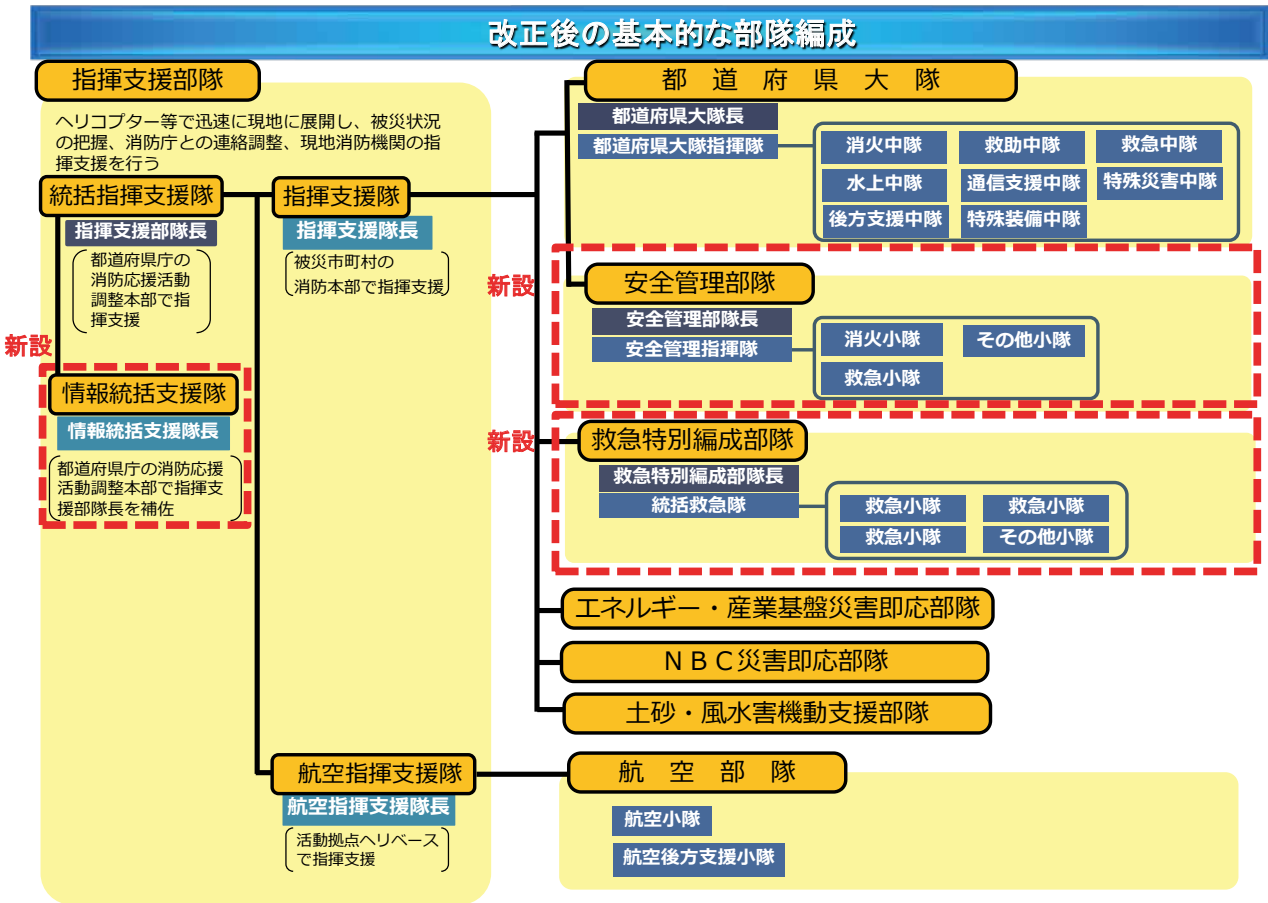 改正後の基本的な部隊編成
指揮支援部隊
ヘリコプター等で迅速に現地に展開し、被災状況
の把握、消防庁との連絡調整、現地消防機関の指
揮支援を行う
統括指揮支援隊
指揮支援部隊長
都道府県庁の
消防応援活動
調整本部で指
揮支援
新設
情報統括支援隊
情報統括支援隊長
都道府県庁の消防応援
活動調整本部で指揮支
援部隊長を補佐
指揮支援隊
指揮支援隊長
被災市町村の
消防本部で指揮支援
航空指揮支援隊
航空指揮支援隊長
活動拠点ヘリベース
で指揮支援
都 道 府 県 大 隊
都道府県大隊長
都道府県大隊指揮隊
消火中隊
救助中隊
救急中隊
水上中隊
通信支援中隊
特殊災害中隊
後方支援中隊
特殊装備中隊
新設
安全管理部隊
安全管理部隊長
安全管理指揮隊
消火小隊
その他小隊
救急小隊
新設
救急特別編成部隊
救急特別編成部隊長
統括救急隊
救急小隊
救急小隊
救急小隊
その他小隊
エネルギー・産業基盤災害即応部隊
ＮＢＣ災害即応部隊
土砂・風水害機動支援部隊
航 空 部 隊
航空小隊
航空後方支援小隊